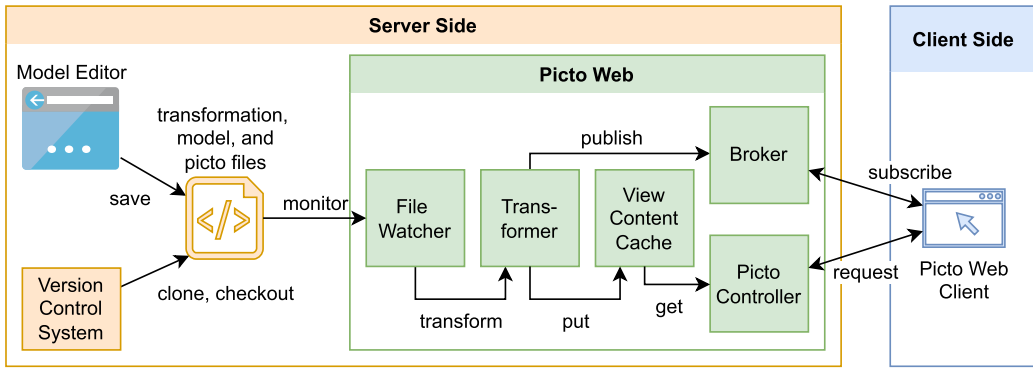 Server Side
Client Side
Picto Web
Model Editor
transformation,
model, and
picto files
save
monitor
clone, checkout
Version
Control
System
File
Watcher
transform
Trans-
former
publish
put
View
Content
Cache
get
Broker
Picto
Controller
subscribe
request
Picto Web
Client